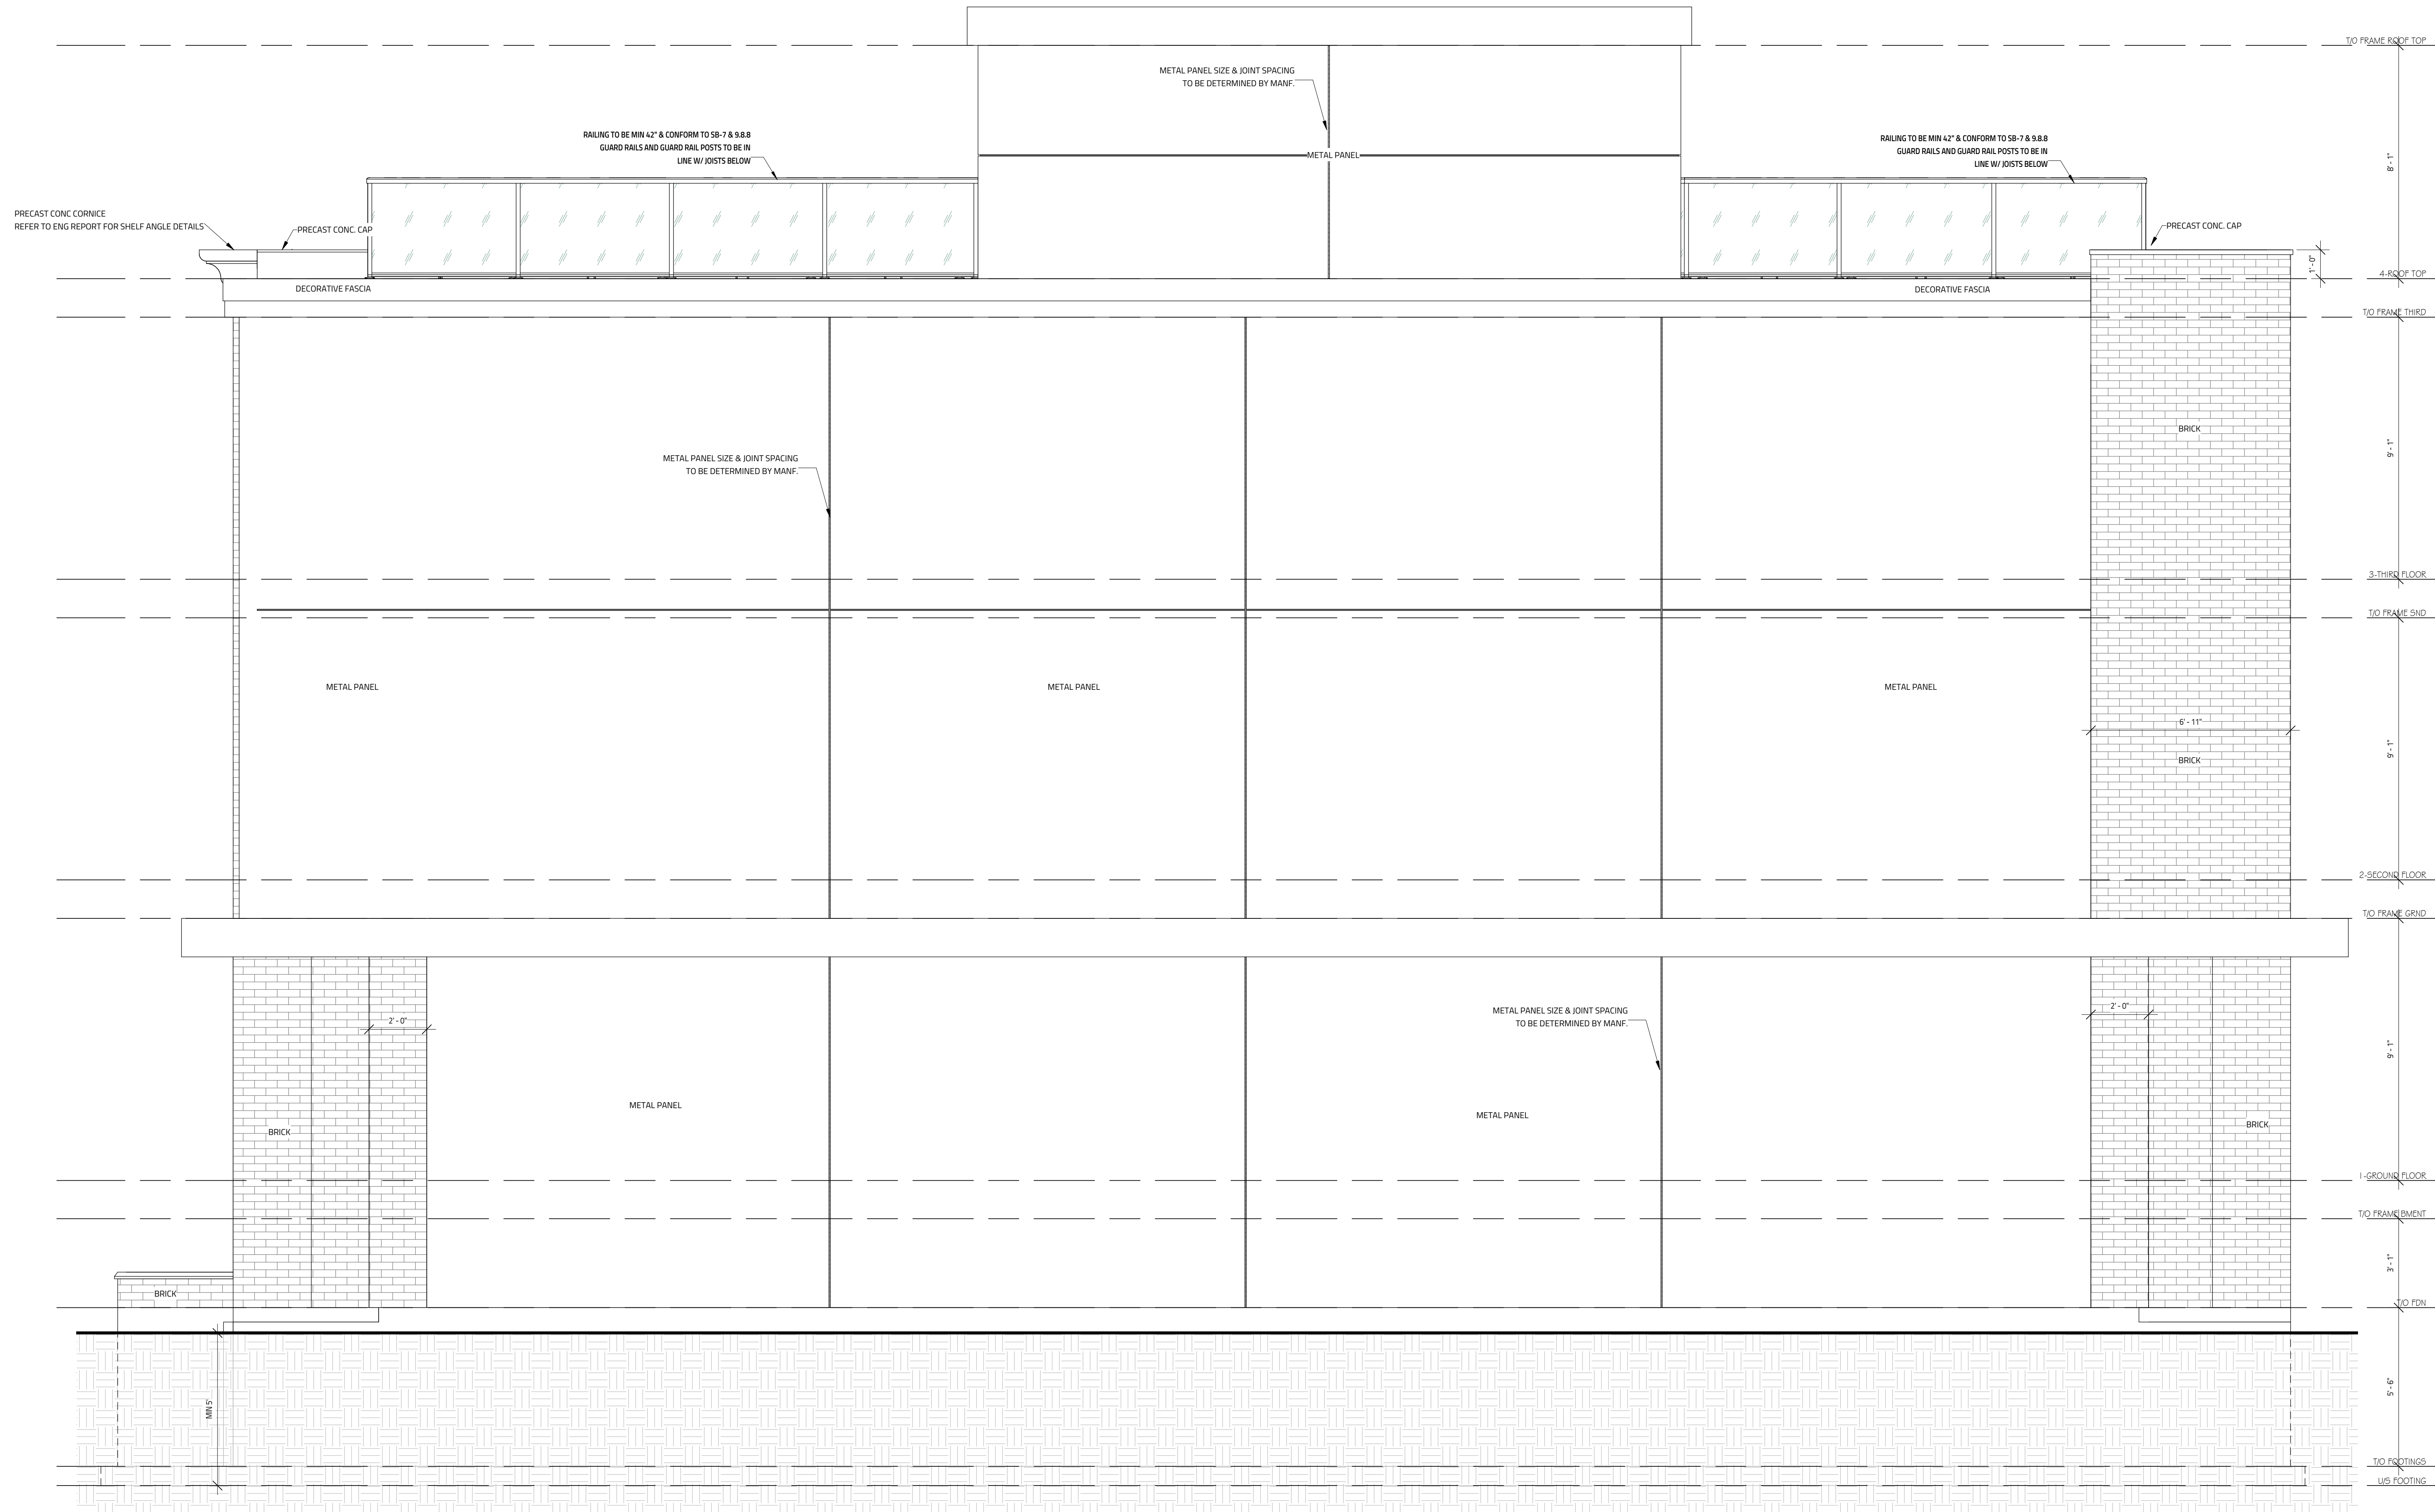 T/O FRAME ROOF TOP
METAL PANEL SIZE & JOINT SPACING
TO BE DETERMINED BY MANF.
RAILING TO BE MIN 42" & CONFORM TO SB-7 & 9.8.8
GUARD RAILS AND GUARD RAIL POSTS TO BE IN
LINE W/ JOISTS BELOW
RAILING TO BE MIN 42" & CONFORM TO SB-7 & 9.8.8
GUARD RAILS AND GUARD RAIL POSTS TO BE IN
LINE W/ JOISTS BELOW
METAL PANEL
8' - 1"
PRECAST CONC CORNICE
REFER TO ENG REPORT FOR SHELF ANGLE DETAILS
PRECAST CONC. CAP
PRECAST CONC. CAP
1' - 0"
4-ROOF TOP
DECORATIVE FASCIA
DECORATIVE FASCIA
T/O FRAME THIRD
BRICK
9' - 1"
METAL PANEL SIZE & JOINT SPACING
TO BE DETERMINED BY MANF.
3-THIRD FLOOR
T/O FRAME SND
METAL PANEL
METAL PANEL
METAL PANEL
6' - 11"
9' - 1"
BRICK
2-SECOND FLOOR
T/O FRAME GRND
2' - 0"
METAL PANEL SIZE & JOINT SPACING
TO BE DETERMINED BY MANF.
2' - 0"
9' - 1"
METAL PANEL
METAL PANEL
BRICK
BRICK
1-GROUND FLOOR
T/O FRAME BMENT
3' - 1"
BRICK
T/O FDN
MIN 5'
5' - 6"
T/O FOOTINGS
U/S FOOTING